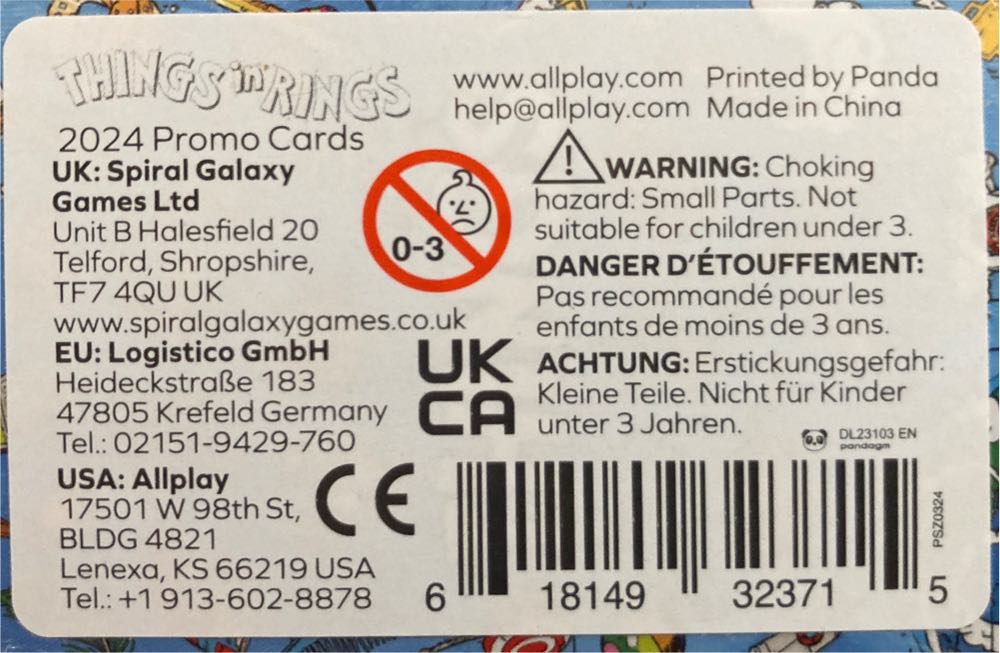 THINGS in RINGS
2024 Promo Cards
UK: Spiral Galaxy
Games Ltd
Unit B Halesfield 20
Telford, Shropshire,
TF7 4QU UK
www.spiralgalaxygames.co.uk
EU: Logistico GmbH
Heideckstraße 183
47805 Krefeld Germany
Tel.: 02151-9429-760
USA: Allplay
17501 W 98th St,
BLDG 4821
Lenexa, KS 66219 USA
Tel.: +1 913-602-8878
0-3
UK
CA
CE
www.allplay.com Printed by Panda
help@allplay.com Made in China
WARNING: Choking
hazard: Small Parts. Not
suitable for children under 3.
DANGER D'ÉTOUFFEMENT:
Pas recommandé pour les
enfants de moins de 3 ans.
ACHTUNG: Erstickungsgefahr:
Kleine Teile. Nicht für Kinder
unter 3 Jahren.
DL23103 EN
pandagm
PSZ0324
6 18149 32371 5